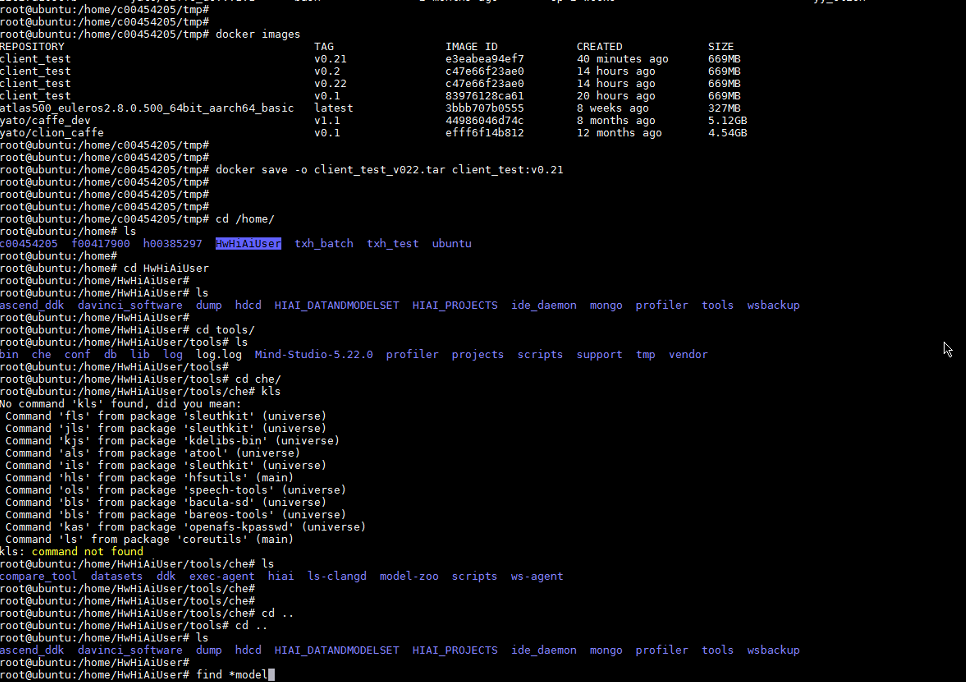 root@ubuntu:/home/c00454205/tmp#
root@ubuntu:/home/c00454205/tmp#
root@ubuntu:/home/c00454205/tmp# docker images
REPOSITORY TAG IMAGE ID CREATED SIZE
client_test v0.21 e3eabea94ef7 40 minutes ago 669MB
client_test v0.2 c47e66f23ae0 14 hours ago 669MB
client_test v0.22 c47e66f23ae0 14 hours ago 669MB
client_test v0.1 83976128ca61 20 hours ago 669MB
atlas500_euleros2.8.0.500_64bit_aarch64_basic latest 3bbb707b0555 8 weeks ago 327MB
yato/caffe_dev v1.1 44986046d74c 8 months ago 5.12GB
yato/clion_caffe v0.1 efff6f14b812 12 months ago 4.54GB
root@ubuntu:/home/c00454205/tmp#
root@ubuntu:/home/c00454205/tmp#
root@ubuntu:/home/c00454205/tmp# docker save -o client_test_v022.tar client_test:v0.21
root@ubuntu:/home/c00454205/tmp#
root@ubuntu:/home/c00454205/tmp#
root@ubuntu:/home/c00454205/tmp#
root@ubuntu:/home/c00454205/tmp# cd /home/
root@ubuntu:/home# ls
c00454205 f00417900 h00385297 HwHiAiUser txh_batch txh_test ubuntu
root@ubuntu:/home#
root@ubuntu:/home# cd HwHiAiUser
root@ubuntu:/home/HwHiAiUser#
root@ubuntu:/home/HwHiAiUser# ls
ascend_ddk davinci_software dump hdcd HIAI_DATANDMODELSET HIAI_PROJECTS ide_daemon mongo profiler tools wsbackup
root@ubuntu:/home/HwHiAiUser#
root@ubuntu:/home/HwHiAiUser# cd tools/
root@ubuntu:/home/HwHiAiUser/tools# ls
bin che conf db lib log log.log Mind-Studio-5.22.0 profiler projects scripts support tmp vendor
root@ubuntu:/home/HwHiAiUser/tools#
root@ubuntu:/home/HwHiAiUser/tools# cd che/
root@ubuntu:/home/HwHiAiUser/tools/che# kls
No command 'kls' found, did you mean:
Command 'fls' from package 'sleuthkit' (universe)
Command 'jls' from package 'sleuthkit' (universe)
Command 'kjs' from package 'kdelibs-bin' (universe)
Command 'als' from package 'atool' (universe)
Command 'ils' from package 'sleuthkit' (universe)
Command 'hls' from package 'hfsutils' (main)
Command 'ols' from package 'speech-tools' (universe)
Command 'bls' from package 'bacula-sd' (universe)
Command 'bls' from package 'bareos-tools' (universe)
Command 'kas' from package 'openafs-kpasswd' (universe)
Command 'ls' from package 'coreutils' (main)
kls: command not found
root@ubuntu:/home/HwHiAiUser/tools/che# ls
compare_tool datasets ddk exec-agent hiai ls-clangd model-zoo scripts ws-agent
root@ubuntu:/home/HwHiAiUser/tools/che#
root@ubuntu:/home/HwHiAiUser/tools/che#
root@ubuntu:/home/HwHiAiUser/tools/che# cd ..
root@ubuntu:/home/HwHiAiUser/tools# cd ..
root@ubuntu:/home/HwHiAiUser# ls
ascend_ddk davinci_software dump hdcd HIAI_DATANDMODELSET HIAI_PROJECTS ide_daemon mongo profiler tools wsbackup
root@ubuntu:/home/HwHiAiUser#
root@ubuntu:/home/HwHiAiUser# find *model